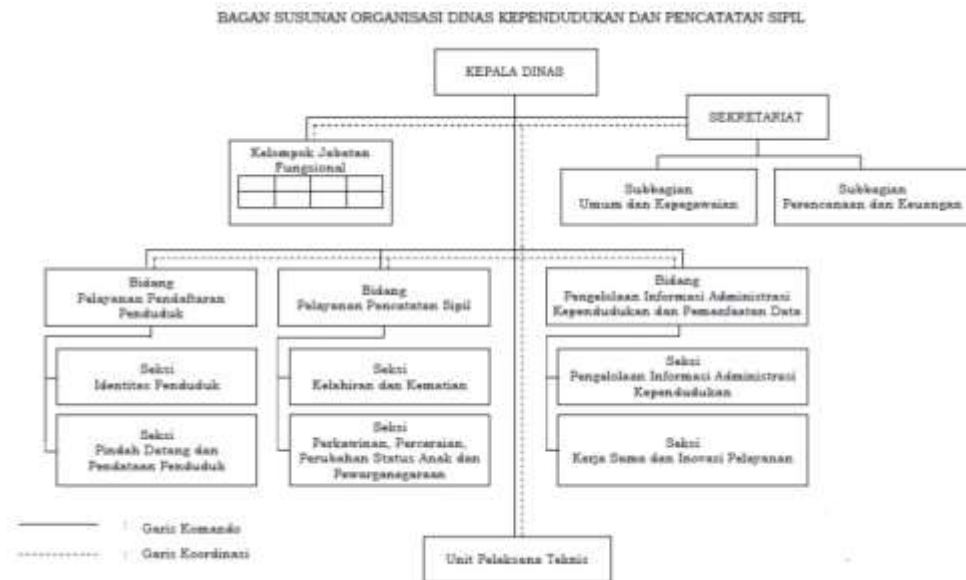 BAGAN SUSUNAN ORGANISASI DINAS KEPENDUDUKAN DAN PENCATATAN SIPIL
KEPALA DINAS
SEKRETARIAT
Kelompok Jabatan
Fungsional
Subbagian
Umum dan Kepegawaian
Subbagian
Perencanaan dan Keuangan
Bidang
Pelayanan Pendaftaran
Penduduk
Bidang
Pelayanan Pencatatan Sipil
Bidang
Pengelolaan Informasi Administrasi
Kependudukan dan Pemanfaatan Data
Seksi
Identitas Penduduk
Seksi
Kelahiran dan Kematian
Seksi
Pengelolaan Informasi Administrasi
Kependudukan
Seksi
Pindah Datang dan
Pendataan Penduduk
Seksi
Perkawinan, Perceraian,
Perubahan Status Anak dan
Pewarganegaraan
Seksi
Kerja Sama dan Inovasi Pelayanan
: Garis Komando
: Garis Koordinasi
Unit Pelaksana Teknis